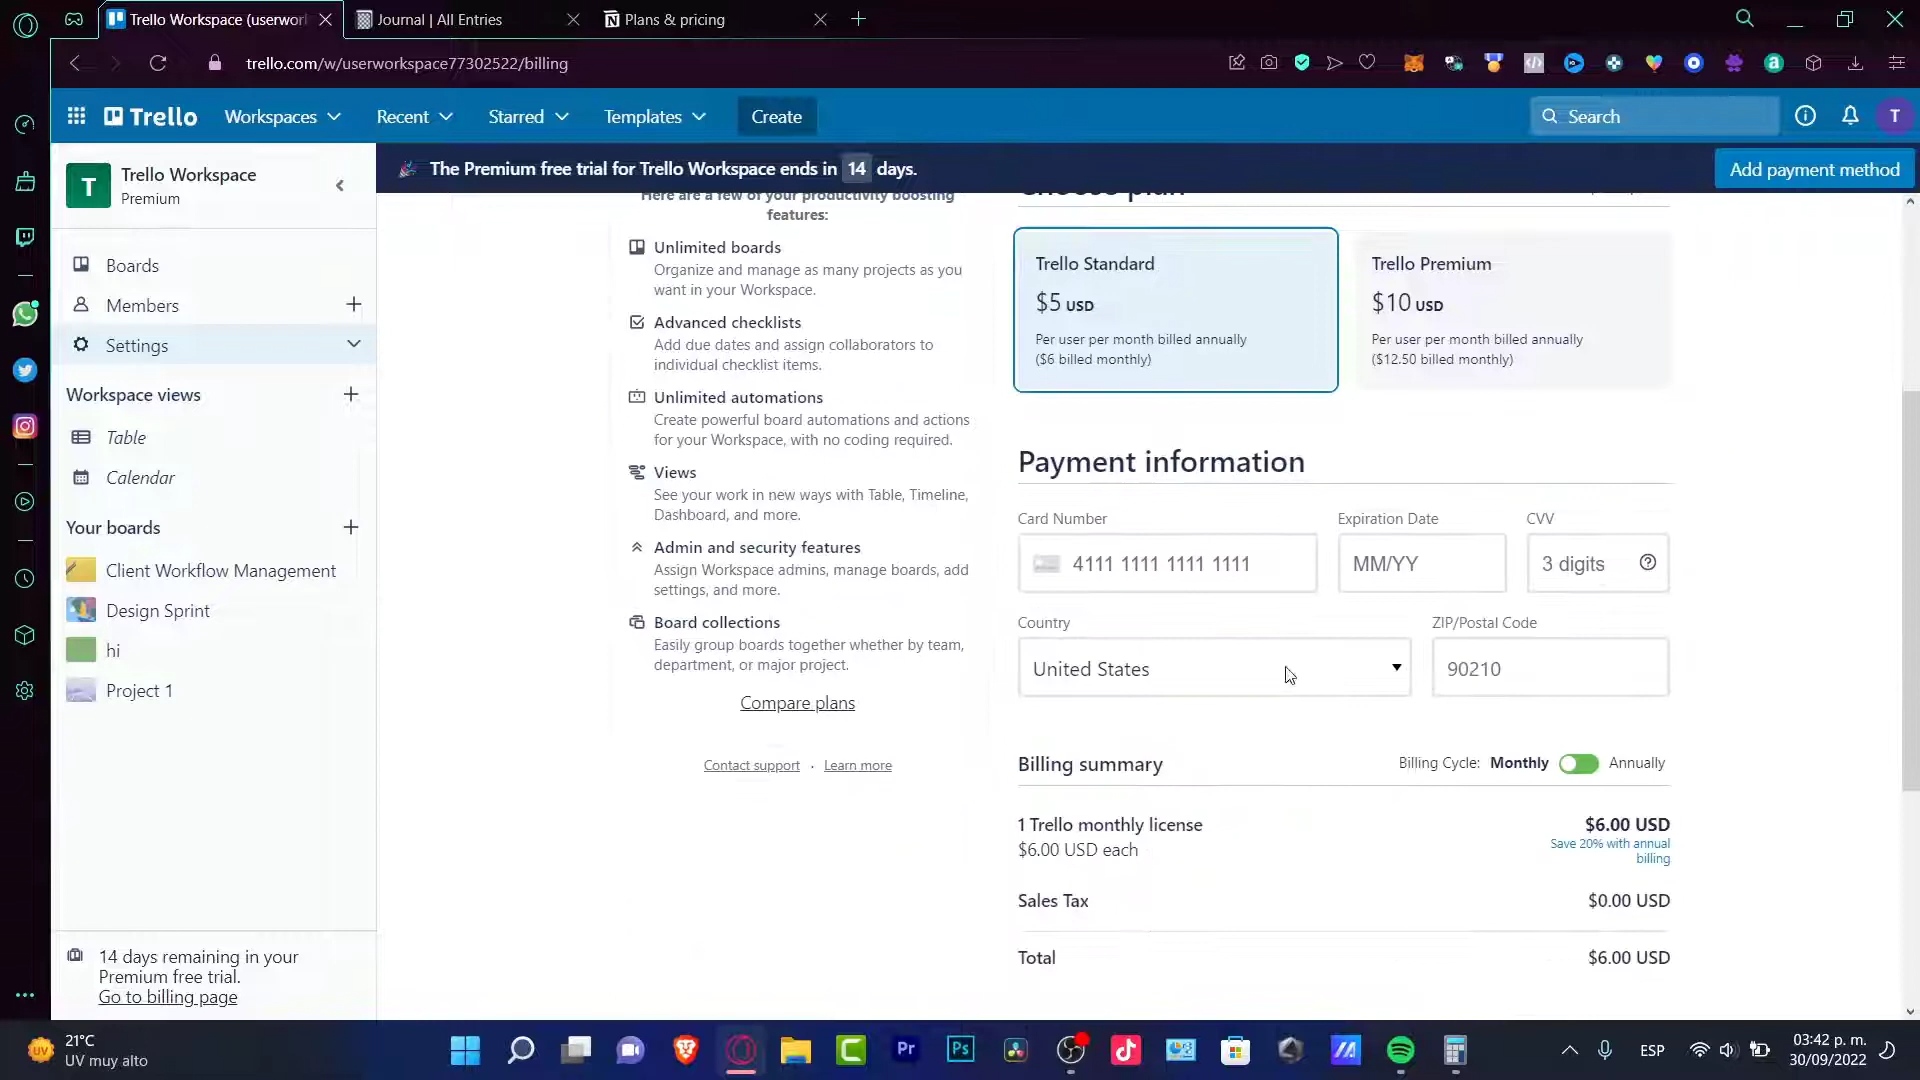 Trello Workspace (userwor
Journal | All Entries
Plans & pricing
trello.com/w/userworkspace77302522/billing
Trello
Workspaces
Recent
Starred
Templates
Create
Search
T
T
Trello Workspace
Premium
The Premium free trial for Trello Workspace ends in 14 days.
Add payment method
Boards
Members
Settings
Workspace views
Table
Calendar
Your boards
Client Workflow Management
Design Sprint
hi
Project 1
14 days remaining in your
Premium free trial.
Go to billing page
Here are a few of your productivity boosting
features:
Unlimited boards
Organize and manage as many projects as you
want in your Workspace.
Advanced checklists
Add due dates and assign collaborators to
individual checklist items.
Unlimited automations
Create powerful board automations and actions
for your Workspace, with no coding required.
Views
See your work in new ways with Table, Timeline,
Dashboard, and more.
Admin and security features
Assign Workspace admins, manage boards, add
settings, and more.
Board collections
Easily group boards together whether by team,
department, or major project.
Compare plans
Contact support · Learn more
Choose plan
Trello Standard
$5 USD
Per user per month billed annually
($6 billed monthly)
Trello Premium
$10 USD
Per user per month billed annually
($12.50 billed monthly)
Payment information
Card Number
Expiration Date
CVV
4111 1111 1111 1111
MM/YY
3 digits
Country
ZIP/Postal Code
United States
90210
Billing summary
Billing Cycle: Monthly Annually
1 Trello monthly license
$6.00 USD
$6.00 USD each
Save 20% with annual
billing
Sales Tax
$0.00 USD
Total
$6.00 USD
21°C
UV muy alto
UV
Pr
Ps
ESP
03:42 p. m.
30/09/2022